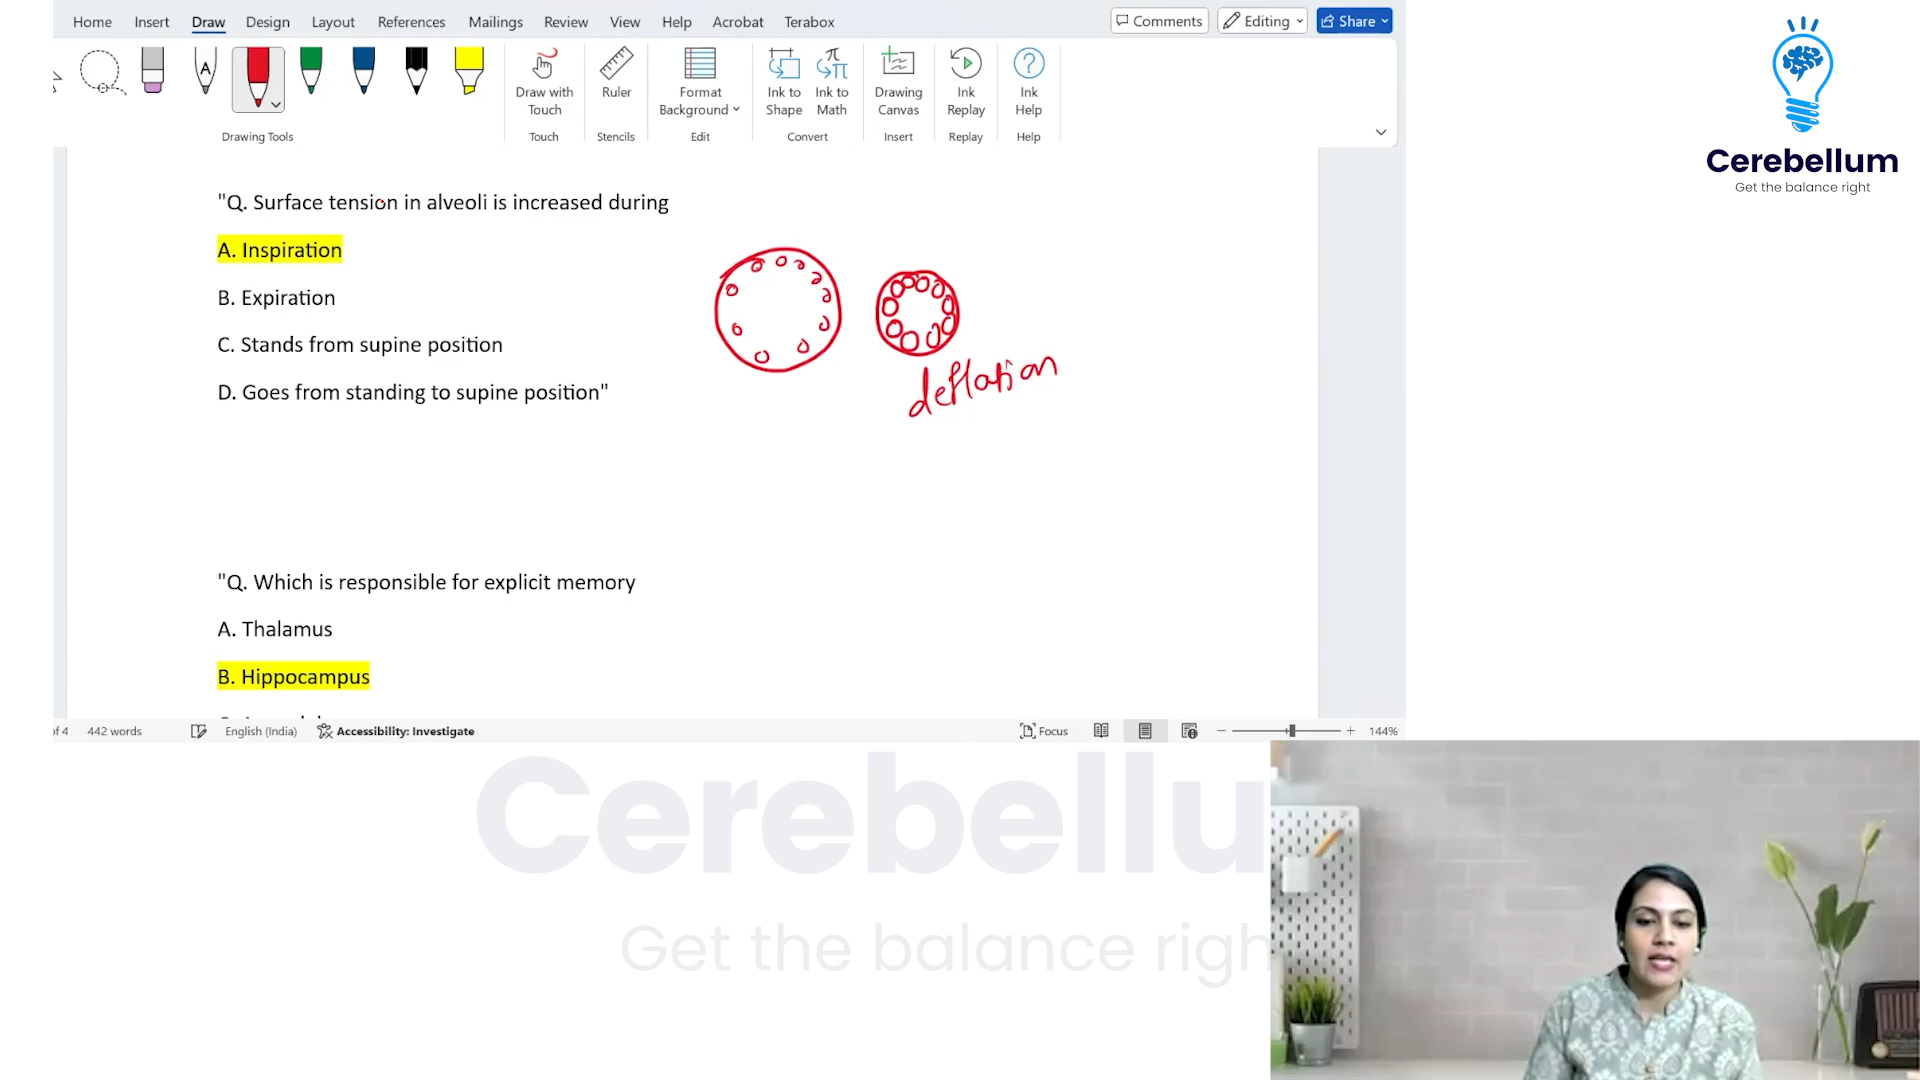 Home Insert Draw Design Layout References Mailings Review View Help Acrobat Terabox Comments Editing Share
A
Draw with Touch Ruler Format Background Ink to Shape Ink to Math Drawing Canvas Ink Replay Ink Help
Drawing Tools Touch Stencils Edit Convert Insert Replay Help
Cerebellum
Get the balance right
"Q. Surface tension in alveoli is increased during
A. Inspiration
B. Expiration
C. Stands from supine position
D. Goes from standing to supine position"
deflation
"Q. Which is responsible for explicit memory
A. Thalamus
B. Hippocampus
of 4 442 words English (India) Accessibility: Investigate Focus 144%
Cerebellu
Get the balance righ